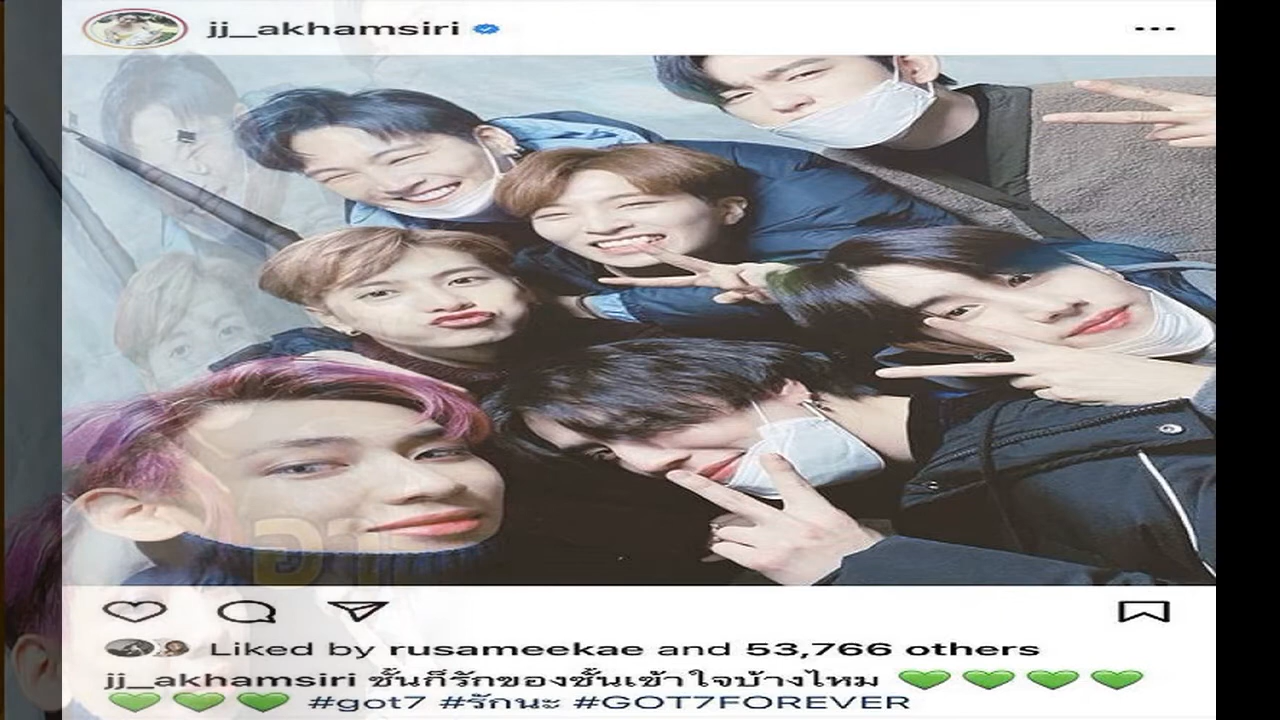 jj_akhamsiri
Liked by rusameekae and 53,766 others
jj_akhamsiri ชั้นก็รักของชั้นเข้าใจบ้างไหม 💚💚💚💚
💚💚💚 #got7 #รักนะ #GOT7FOREVER